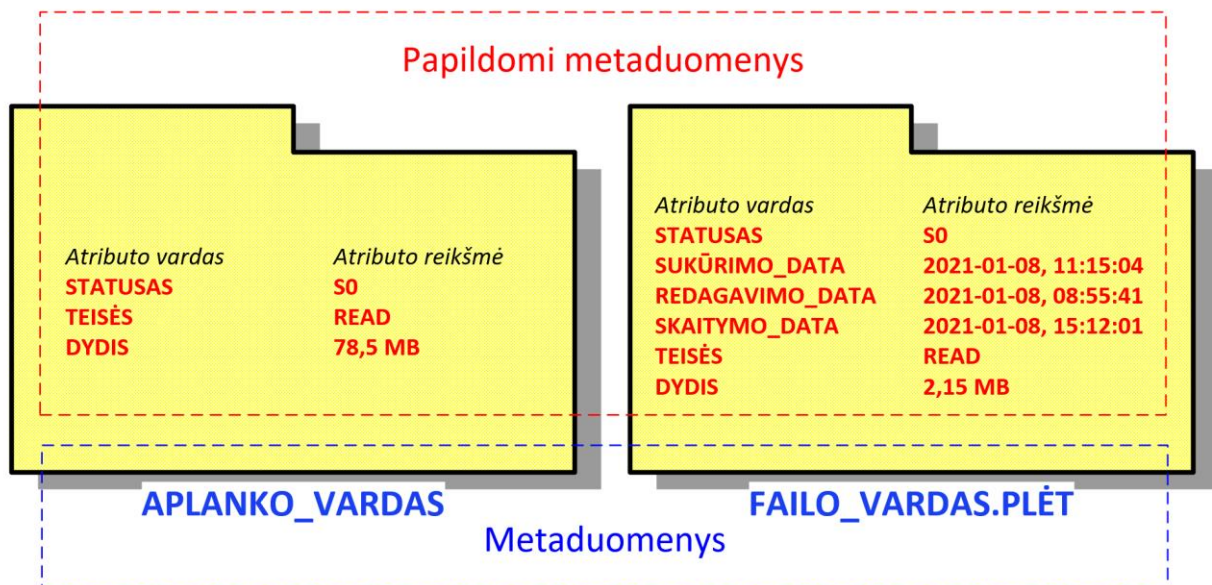 Papildomi metaduomenys
Atributo vardas Atributo reikšmė
STATUSAS S0
TEISĖS READ
DYDIS 78,5 MB
Atributo vardas Atributo reikšmė
STATUSAS S0
SUKŪRIMO_DATA 2021-01-08, 11:15:04
REDAGAVIMO_DATA 2021-01-08, 08:55:41
SKAITYMO_DATA 2021-01-08, 15:12:01
TEISĖS READ
DYDIS 2,15 MB
APLANKO_VARDAS
FAILO_VARDAS.PLĖT
Metaduomenys